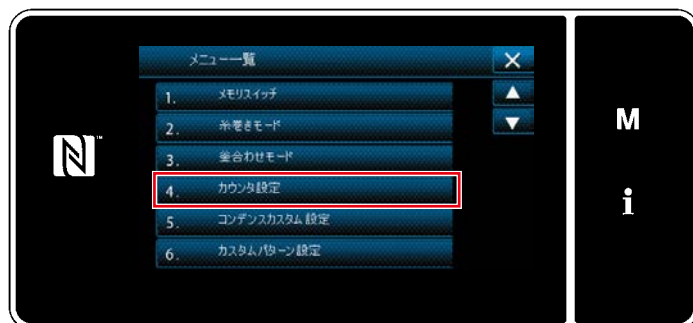 メニュー一覧
1. メモリスイッチ
2. 糸巻きモード
3. 釜合わせモード
4. カウンタ設定
5. コンデンスカスタム設定
6. カスタムパターン設定
M
i